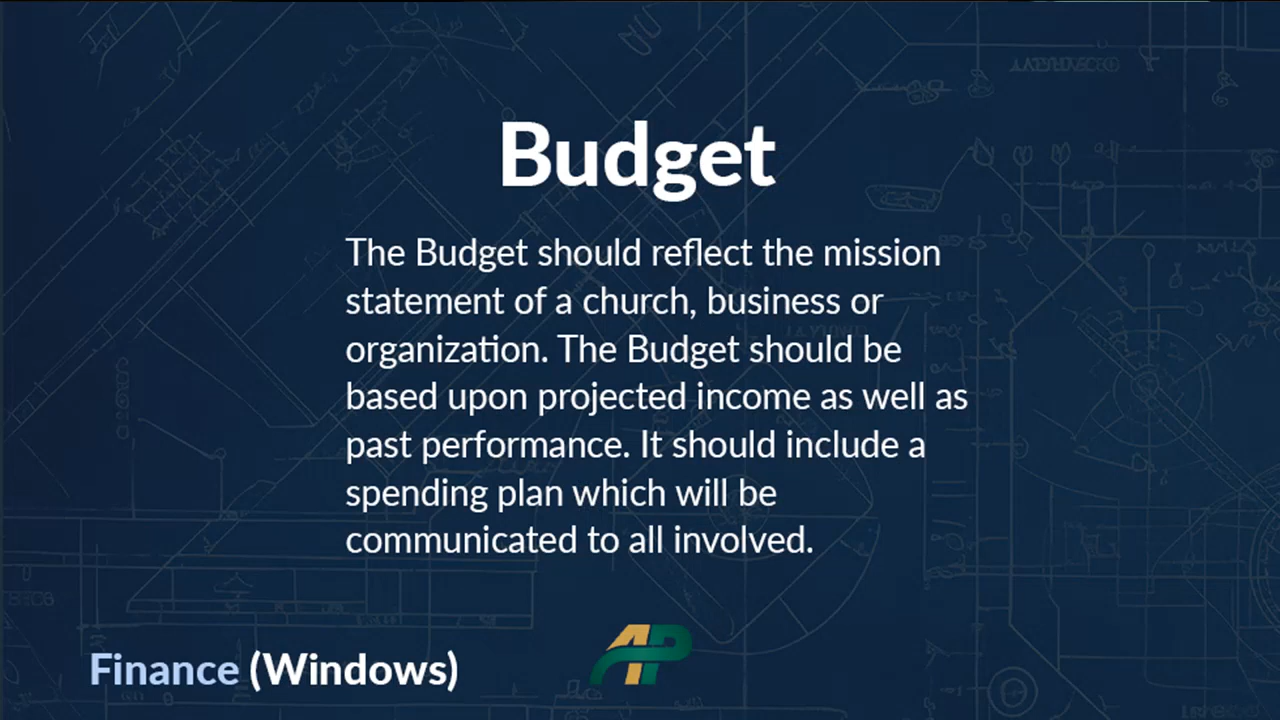 Budget
The Budget should reflect the mission
statement of a church, business or
organization. The Budget should be
based upon projected income as well as
past performance. It should include a
spending plan which will be
communicated to all involved.
AP
Finance (Windows)